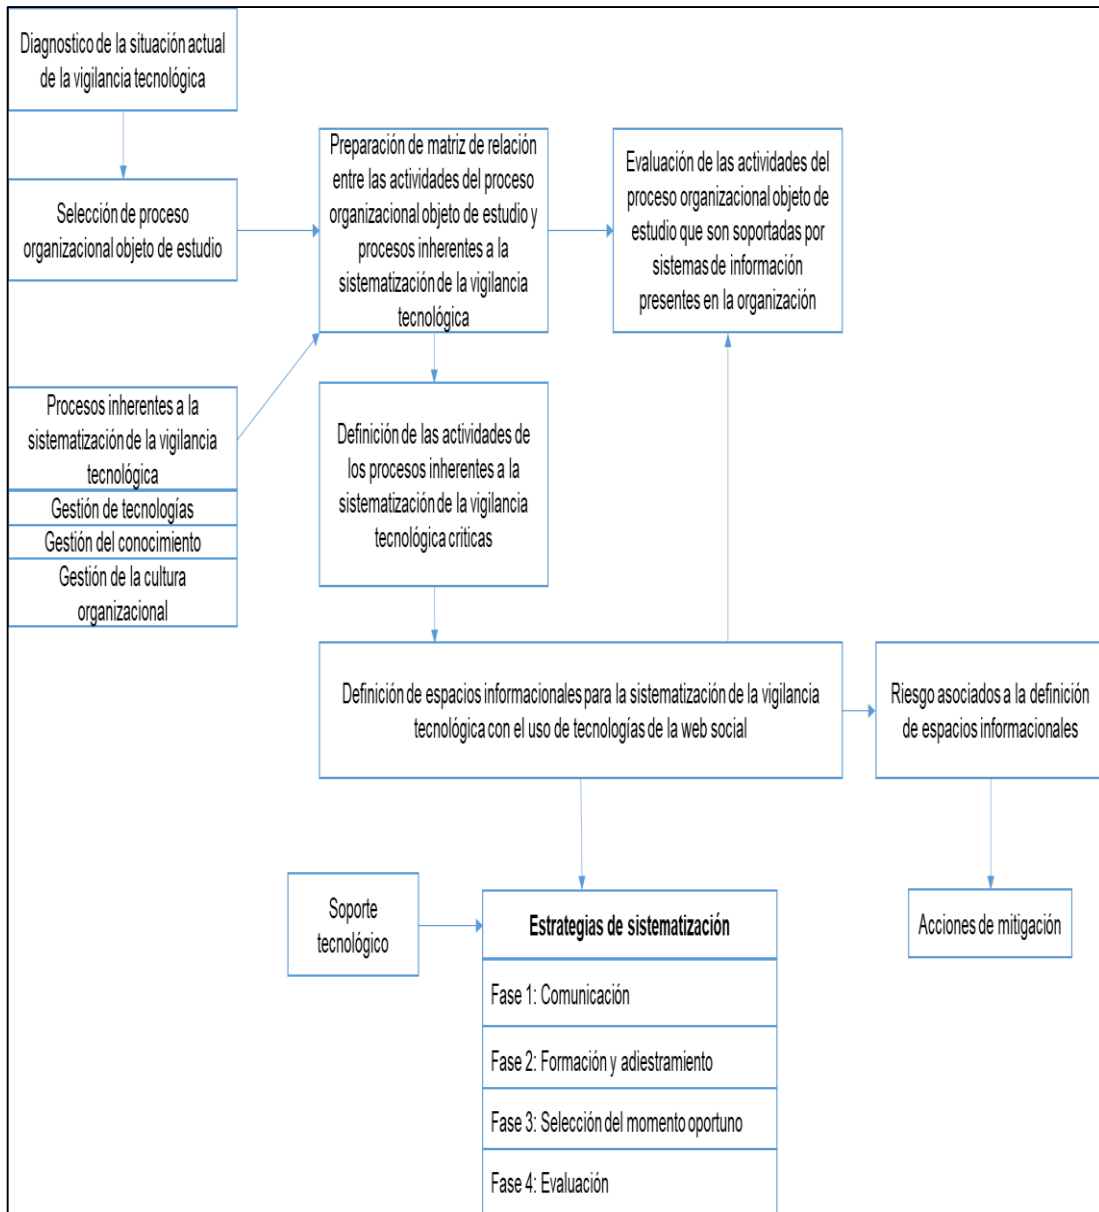 Diagnostico de la situación actual
de la vigilancia tecnológica
Selección de proceso
organizacional objeto de estudio
Preparación de matriz de relación
entre las actividades del proceso
organizacional objeto de estudio y
procesos inherentes a la
sistematización de la vigilancia
tecnológica
Evaluación de las actividades del
proceso organizacional objeto de
estudio que son soportadas por
sistemas de información
presentes en la organización
Procesos inherentes a la
sistematización de la vigilancia
tecnológica
Gestión de tecnologías
Gestión del conocimiento
Gestión de la cultura
organizacional
Definición de las actividades de
los procesos inherentes a la
sistematización de la vigilancia
tecnológica criticas
Definición de espacios informacionales para la sistematización de la vigilancia
tecnológica con el uso de tecnologías de la web social
Riesgo asociados a la definición
de espacios informacionales
Soporte
tecnológico
Estrategias de sistematización
Fase 1: Comunicación
Fase 2: Formación y adiestramiento
Fase 3: Selección del momento oportuno
Fase 4: Evaluación
Acciones de mitigación